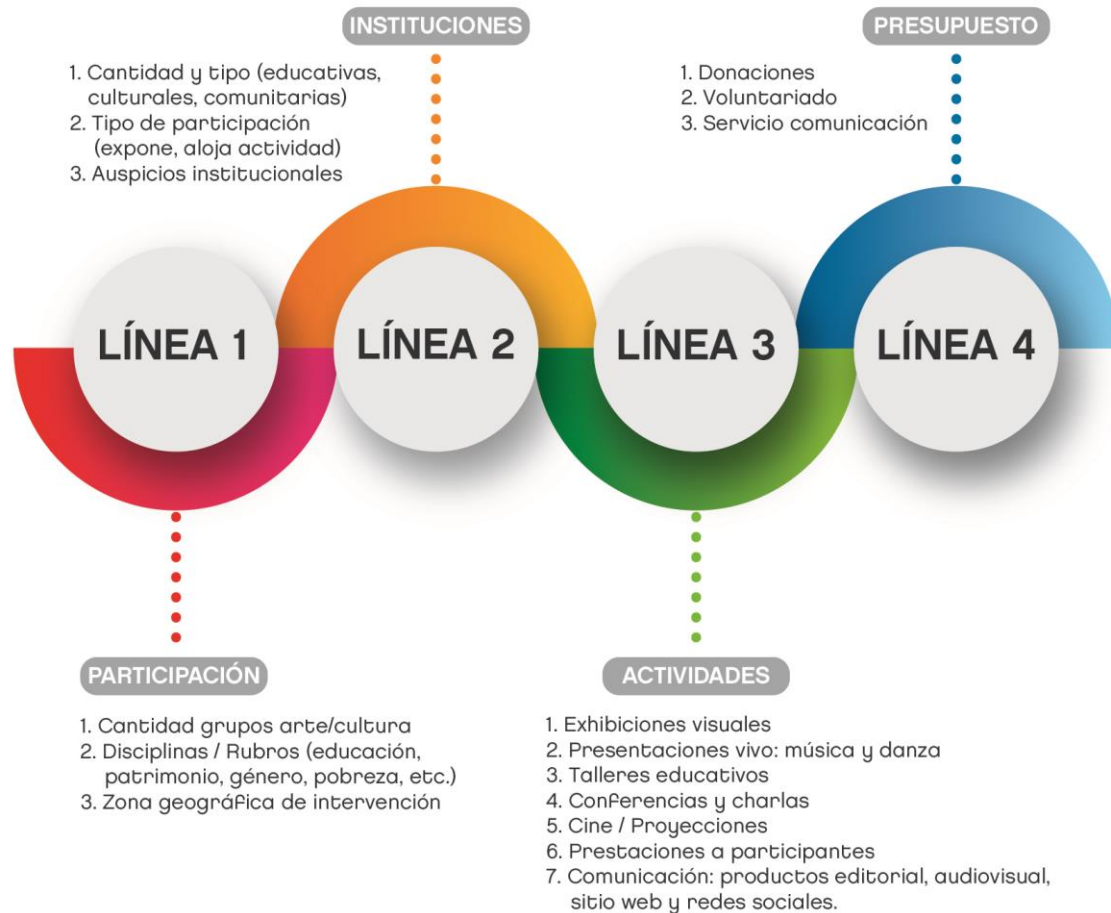 INSTITUCIONES
1. Cantidad y tipo (educativas,
culturales, comunitarias)
2. Tipo de participación
(expone, aloja actividad)
3. Auspicios institucionales
PRESUPUESTO
1. Donaciones
2. Voluntariado
3. Servicio comunicación
LÍNEA 1
LÍNEA 2
LÍNEA 3
LÍNEA 4
PARTICIPACIÓN
1. Cantidad grupos arte/cultura
2. Disciplinas / Rubros (educación,
patrimonio, género, pobreza, etc.)
3. Zona geográfica de intervención
ACTIVIDADES
1. Exhibiciones visuales
2. Presentaciones vivo: música y danza
3. Talleres educativos
4. Conferencias y charlas
5. Cine / Proyecciones
6. Prestaciones a participantes
7. Comunicación: productos editorial, audiovisual,
sitio web y redes sociales.